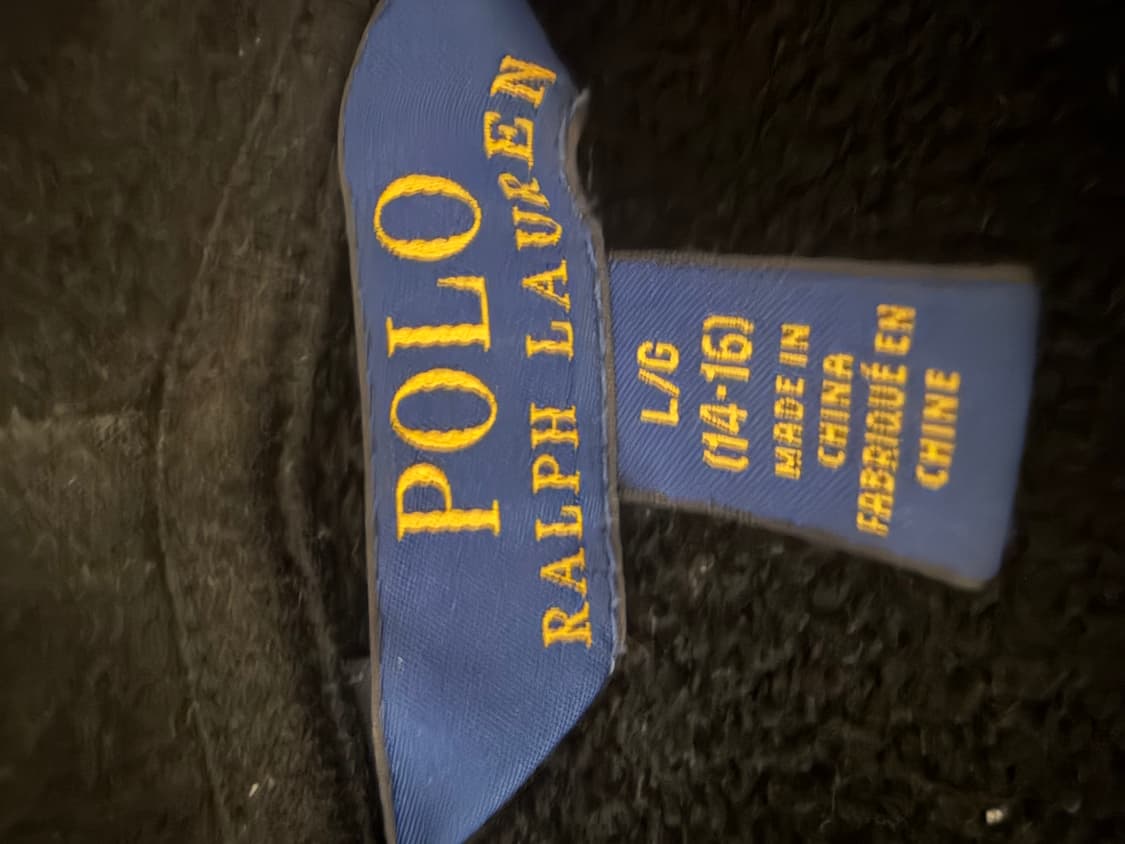 POLO
RALPH LAUREN
L/G
(14-16)
MADE IN
CHINA
FABRIQUÉ EN
CHINE